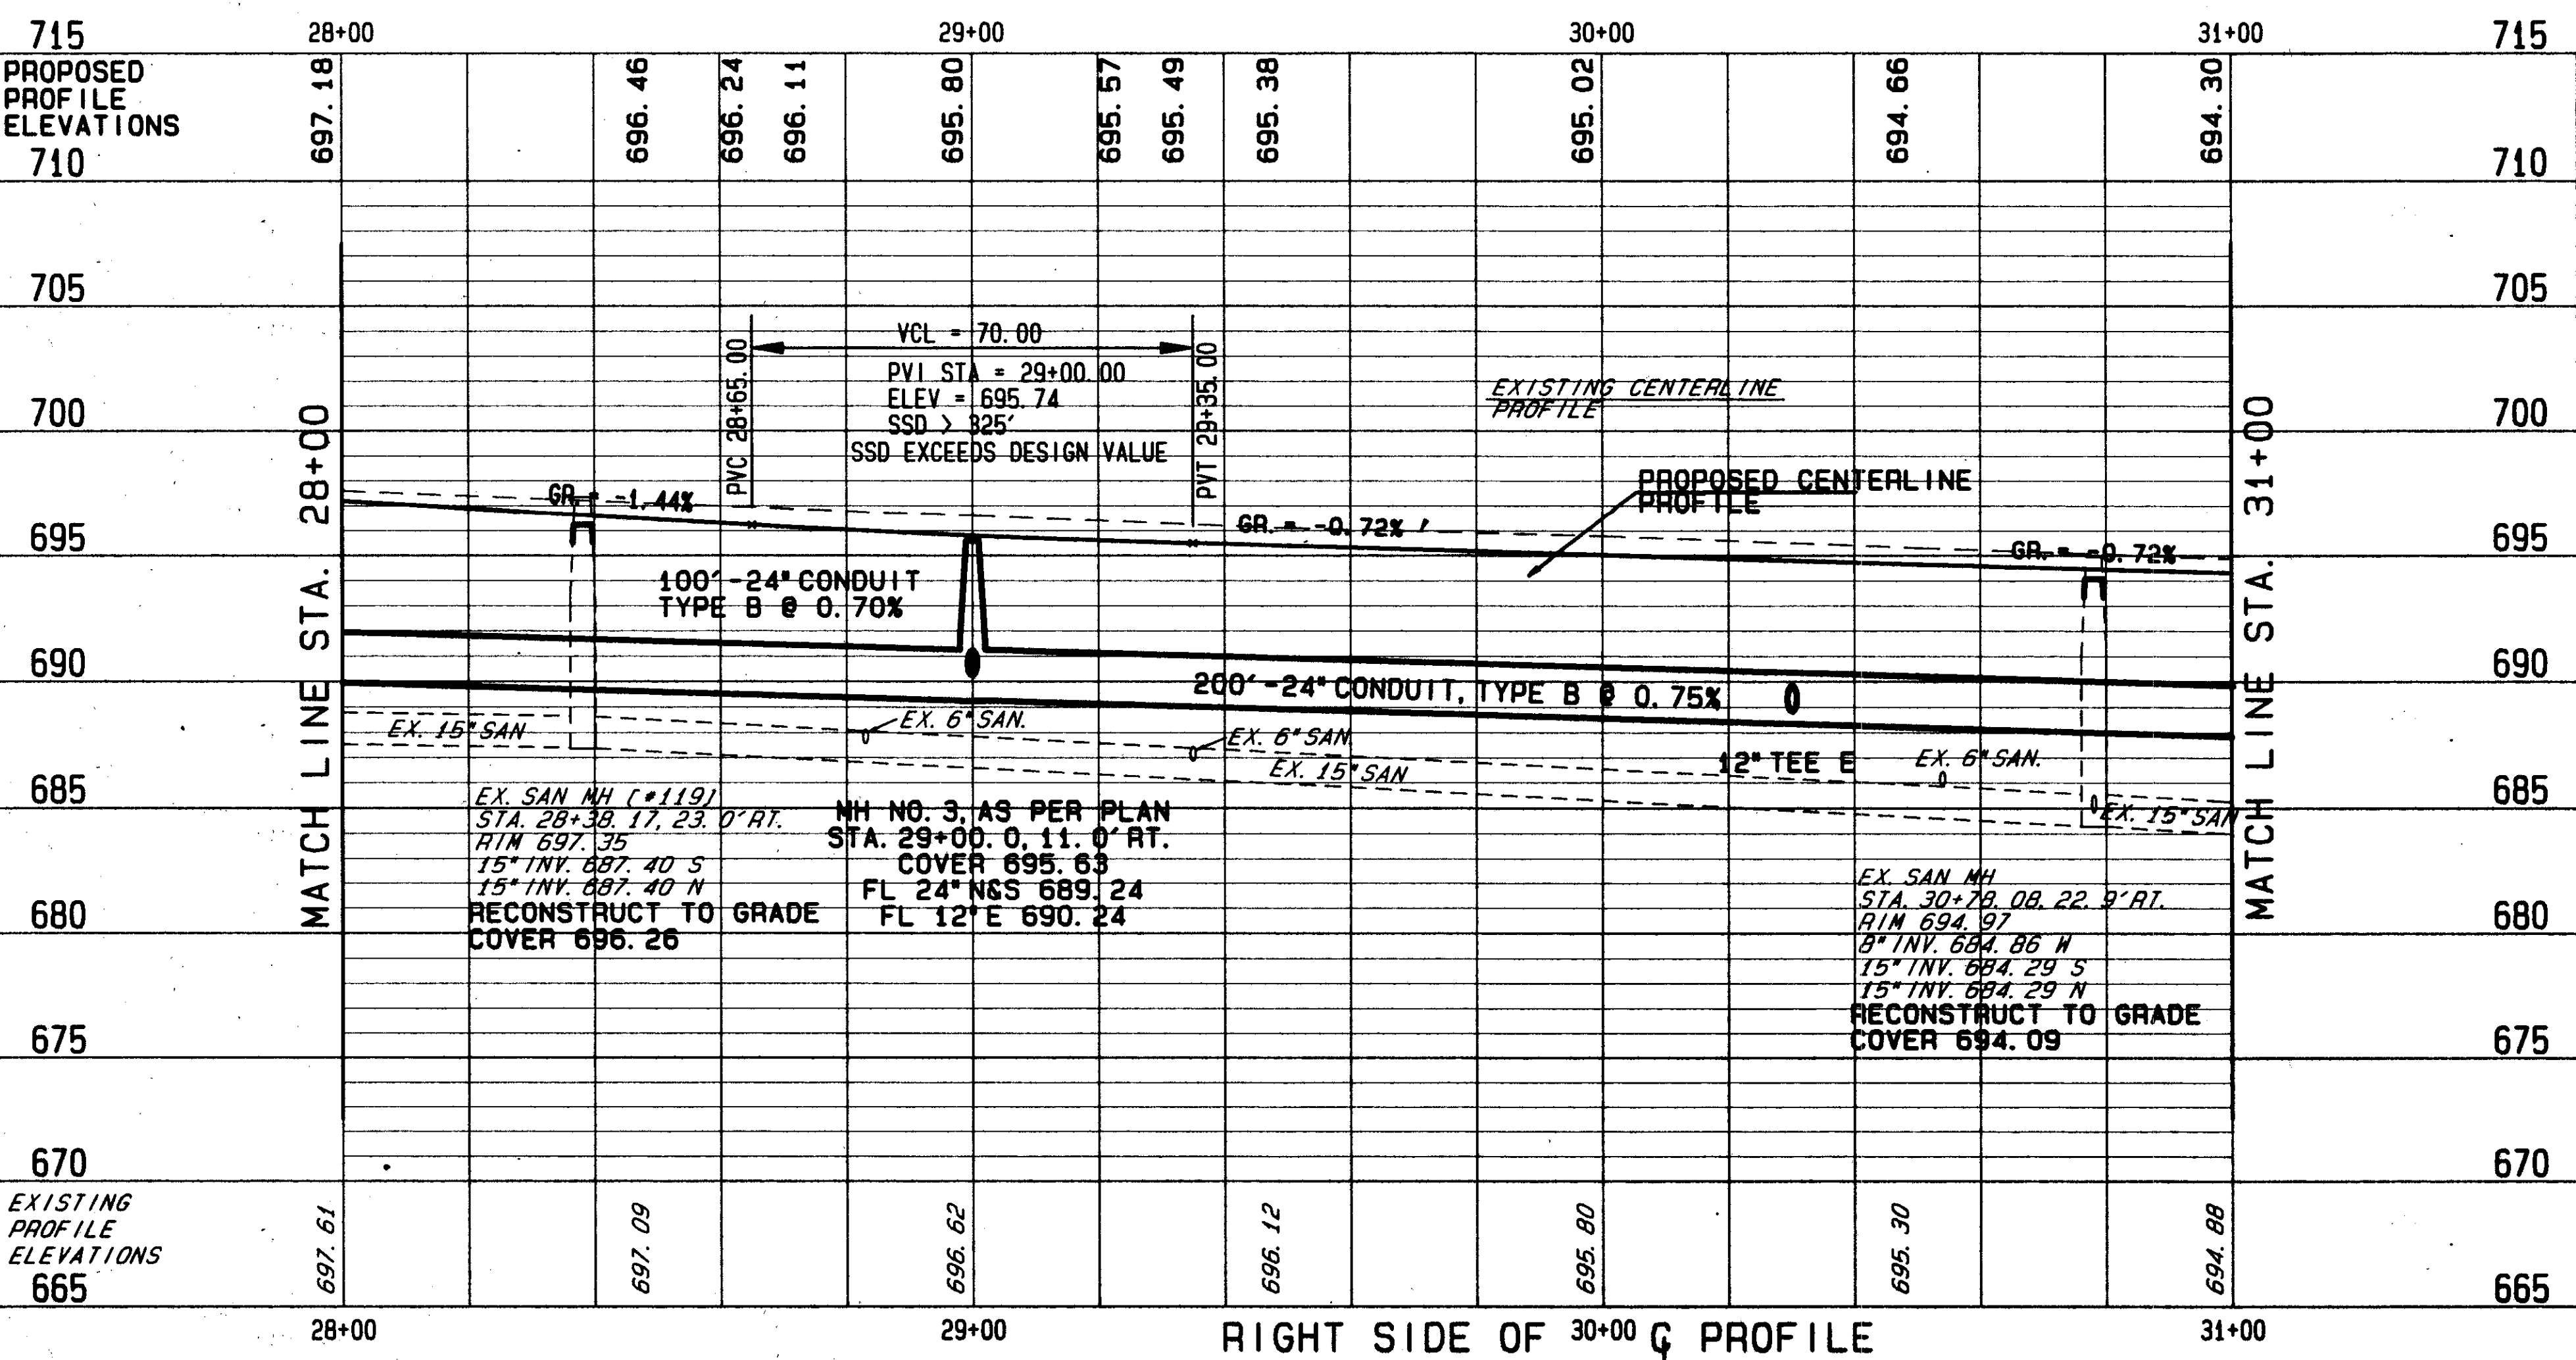 28+00 29+00 30+00 31+00
715 715
PROPOSED
PROFILE
ELEVATIONS
697.18 696.46 696.24 696.11 695.80 695.57 695.49 695.38 695.02 694.66 694.30
710 710
705 705
VCL = 70.00
PVC 28+65.00
PVT 29+35.00
PVI STA = 29+00.00
ELEV = 695.74
SSD > 325'
SSD EXCEEDS DESIGN VALUE
EXISTING CENTERLINE
PROFILE
700 700
MATCH LINE STA. 28+00
MATCH LINE STA. 31+00
PROPOSED CENTERLINE
PROFILE
GR. = -1.44%
GR. = -0.72%
GR. = -0.72%
695 695
100'-24" CONDUIT
TYPE B @ 0.70%
690 690
200'-24" CONDUIT, TYPE B @ 0.75%
EX. 15" SAN
EX. 6" SAN.
EX. 6" SAN.
EX. 15" SAN
12" TEE E
EX. 6" SAN.
EX. 15" SAN
685 685
EX. SAN MH (#119)
STA. 28+38.17, 23.0' RT.
RIM 697.35
15" INV. 687.40 S
15" INV. 687.40 N
RECONSTRUCT TO GRADE
COVER 696.26
MH NO. 3, AS PER PLAN
STA. 29+00.0, 11.0' RT.
COVER 695.63
FL 24" N&S 689.24
FL 12" E 690.24
EX. SAN MH
STA. 30+78.08, 22.9' RT.
RIM 694.97
8" INV. 684.86 W
15" INV. 684.29 S
15" INV. 684.29 N
RECONSTRUCT TO GRADE
COVER 694.09
680 680
675 675
670 670
EXISTING
PROFILE
ELEVATIONS
697.61 697.09 696.62 696.12 695.80 695.30 694.88
665 665
28+00 29+00 30+00 31+00
RIGHT SIDE OF ℄ PROFILE